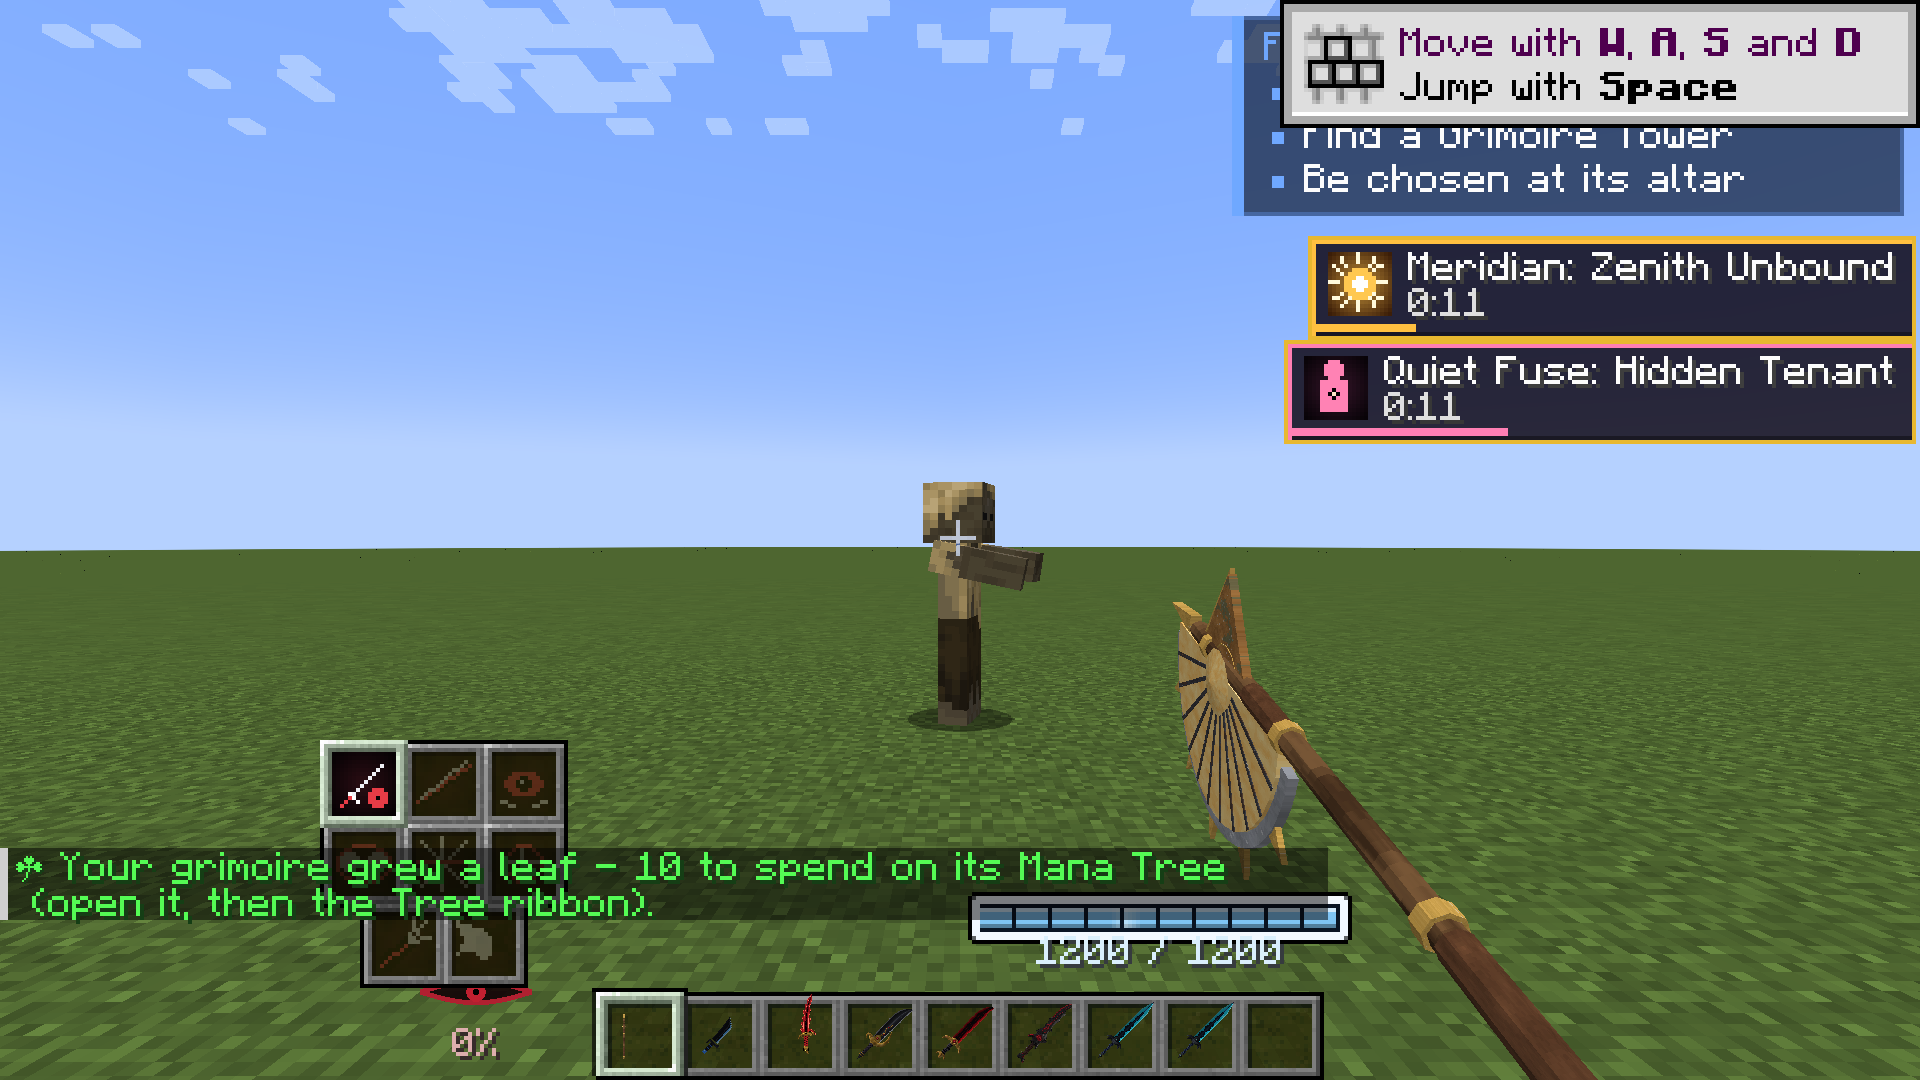 Move with W, A, S and D
Jump with Space
F
Find a Grimoire Tower
Be chosen at its altar
Meridian: Zenith Unbound
0:11
Quiet Fuse: Hidden Tenant
0:11
Your grimoire grew a leaf – 10 to spend on its Mana Tree
(open it, then the Tree ribbon).
1200 / 1200
0%